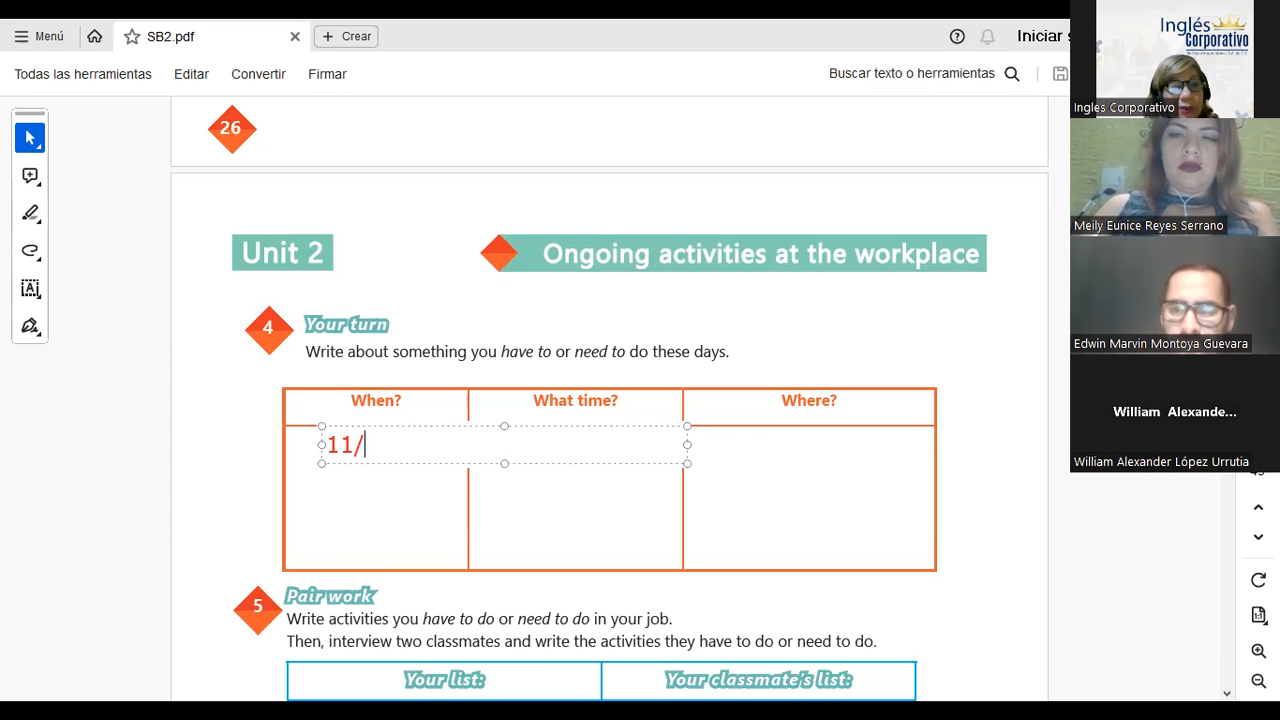 Menú
SB2.pdf
Crear
Iniciar s
Todas las herramientas
Editar
Convertir
Firmar
Buscar texto o herramientas
Inglés
Corporativo
Ingles Corporativo
Meily Eunice Reyes Serrano
Edwin Marvin Montoya Guevara
William Alexande...
William Alexander López Urrutia
26
Unit 2
Ongoing activities at the workplace
4
Your turn
Write about something you have to or need to do these days.
When?
What time?
Where?
11/
5
Pair work
Write activities you have to do or need to do in your job.
Then, interview two classmates and write the activities they have to do or need to do.
Your list:
Your classmate's list: